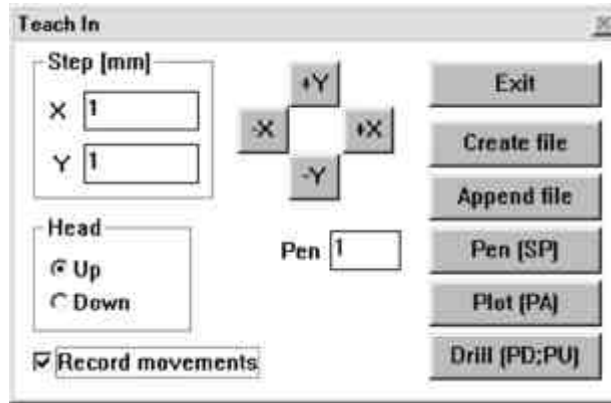 Teach In
Step [mm]
X 1
Y 1
+Y
-X
+X
-Y
Head
Up
Down
Pen 1
Record movements
Exit
Create file
Append file
Pen (SP)
Plot (PA)
Drill (PD;PU)